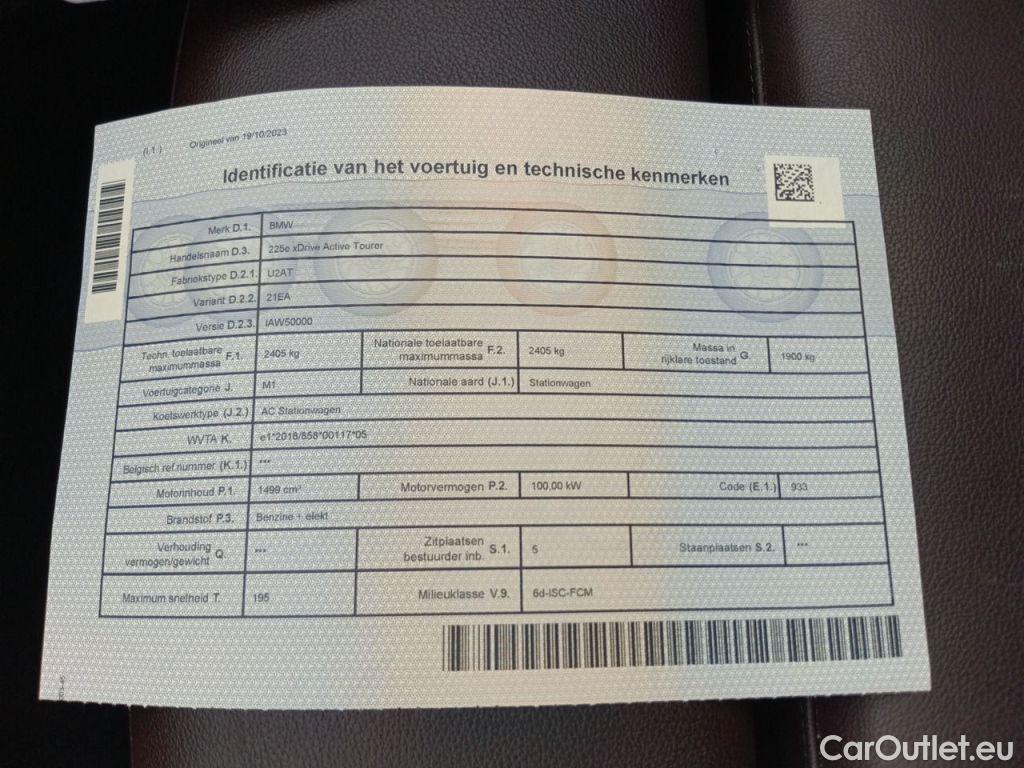 (I.1.) Origineel van 19/10/2023
Identificatie van het voertuig en technische kenmerken
Merk D.1. BMW
Handelsnaam D.3. 225e xDrive Active Tourer
Fabriekstype D.2.1. U2AT
Variant D.2.2. 21EA
Versie D.2.3. IAW50000
Techn. toelaatbare maximummassa F.1. 2405 kg Nationale toelaatbare maximummassa F.2. 2405 kg Massa in rijklare toestand G. 1900 kg
Voertuigcategorie J. M1 Nationale aard (J.1.) Stationwagen
Koetswerktype (J.2.) AC Stationwagen
WVTA K. e1*2018/858*00117*05
Belgisch ref.nummer (K.1.) ***
Motorinhoud P.1. 1499 cm³ Motorvermogen P.2. 100,00 kW Code (E.1.) 933
Brandstof P.3. Benzine + elekt
Verhouding vermogen/gewicht Q. *** Zitplaatsen bestuurder inb. S.1. 5 Staanplaatsen S.2. ***
Maximum snelheid T. 195 Milieuklasse V.9. 6d-ISC-FCM
CarOutlet.eu